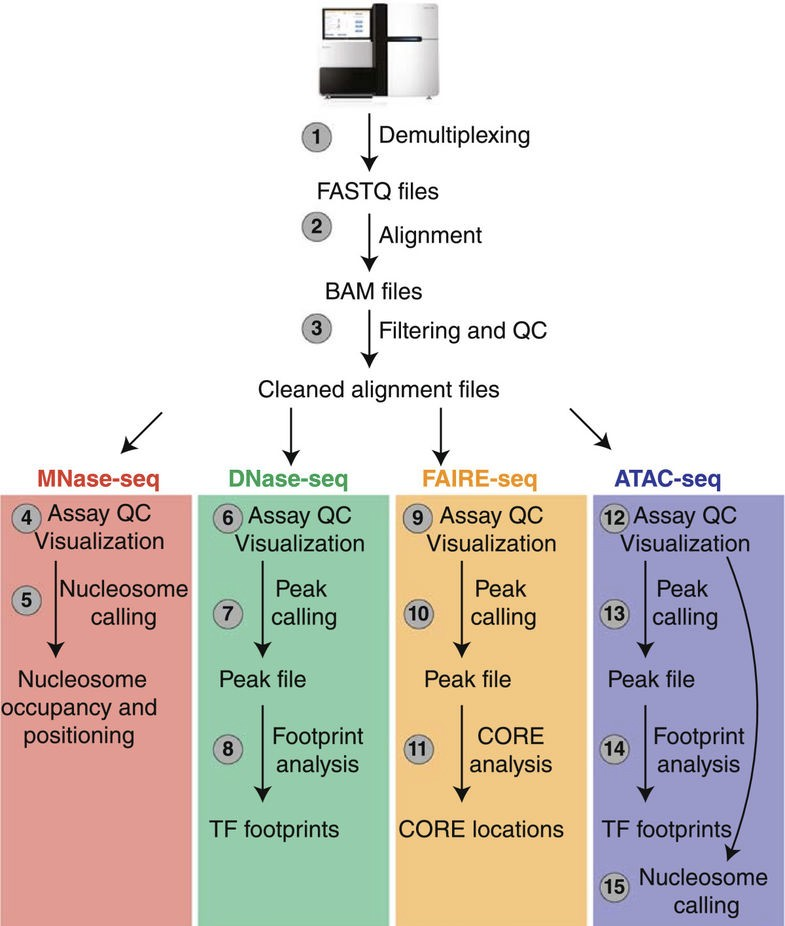 1
Demultiplexing
FASTQ files
2
Alignment
BAM files
3
Filtering and QC
Cleaned alignment files
MNase-seq
4 Assay QC
Visualization
5
Nucleosome
calling
Nucleosome
occupancy and
positioning
DNase-seq
6 Assay QC
Visualization
7
Peak
calling
Peak file
8
Footprint
analysis
TF footprints
FAIRE-seq
9 Assay QC
Visualization
10
Peak
calling
Peak file
11
CORE
analysis
CORE locations
ATAC-seq
12 Assay QC
Visualization
13
Peak
calling
Peak file
14
Footprint
analysis
TF footprints
15
Nucleosome
calling